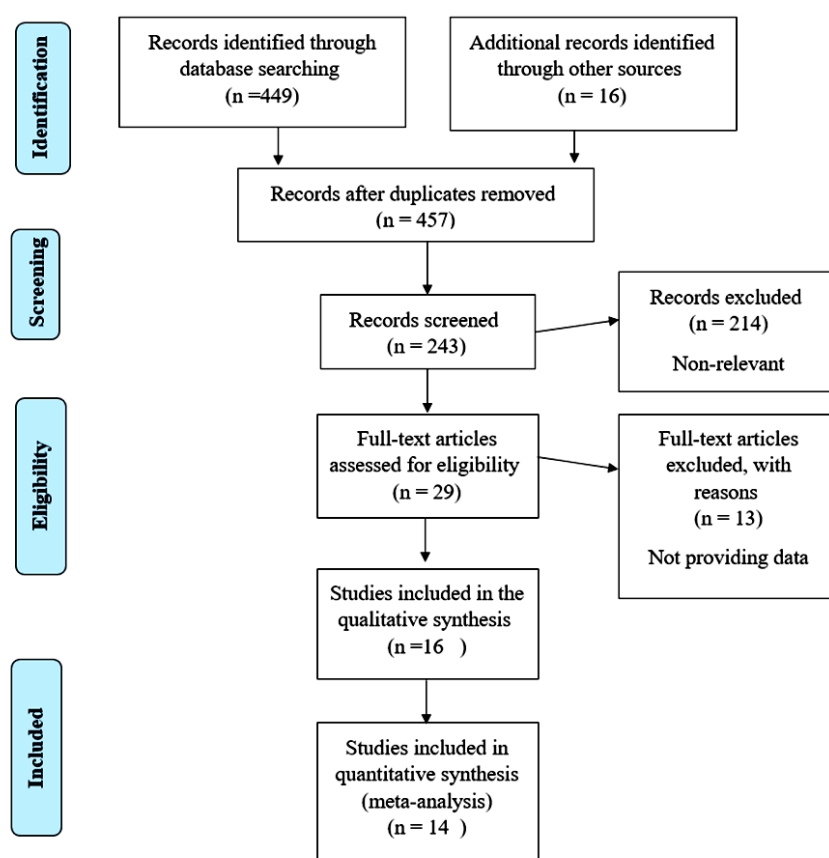 Identification
Records identified through
database searching
(n =449)
Additional records identified
through other sources
(n = 16)
Records after duplicates removed
(n = 457)
Screening
Records screened
(n = 243)
Records excluded
(n = 214)
Non-relevant
Eligibility
Full-text articles
assessed for eligibility
(n = 29)
Full-text articles
excluded, with
reasons
(n = 13)
Not providing data
Studies included in the
qualitative synthesis
(n =16 )
Included
Studies included in
quantitative synthesis
(meta-analysis)
(n = 14 )